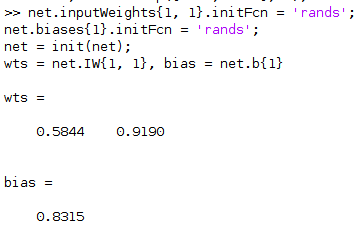 >> net.inputWeights{1, 1}.initFcn = 'rands';
net.biases{1}.initFcn = 'rands';
net = init(net);
wts = net.IW{1, 1}, bias = net.b{1}
wts =
0.5844 0.9190
bias =
0.8315